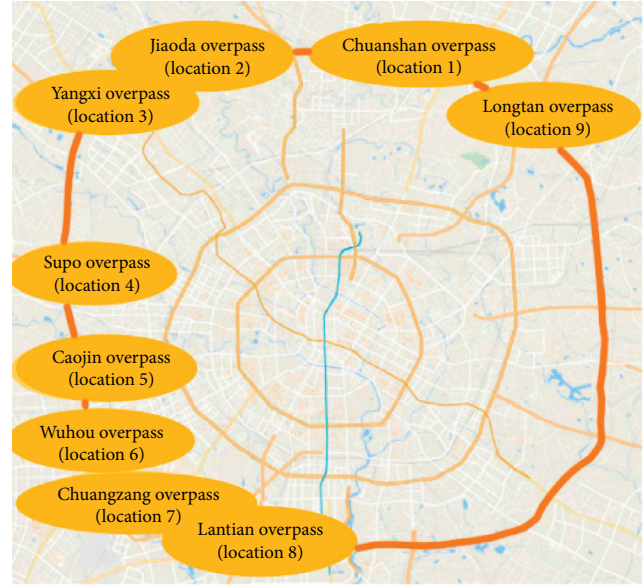 Jiaoda overpass
(location 2)
Chuanshan overpass
(location 1)
Yangxi overpass
(location 3)
Longtan overpass
(location 9)
Supo overpass
(location 4)
Caojin overpass
(location 5)
Wuhou overpass
(location 6)
Chuangzang overpass
(location 7)
Lantian overpass
(location 8)